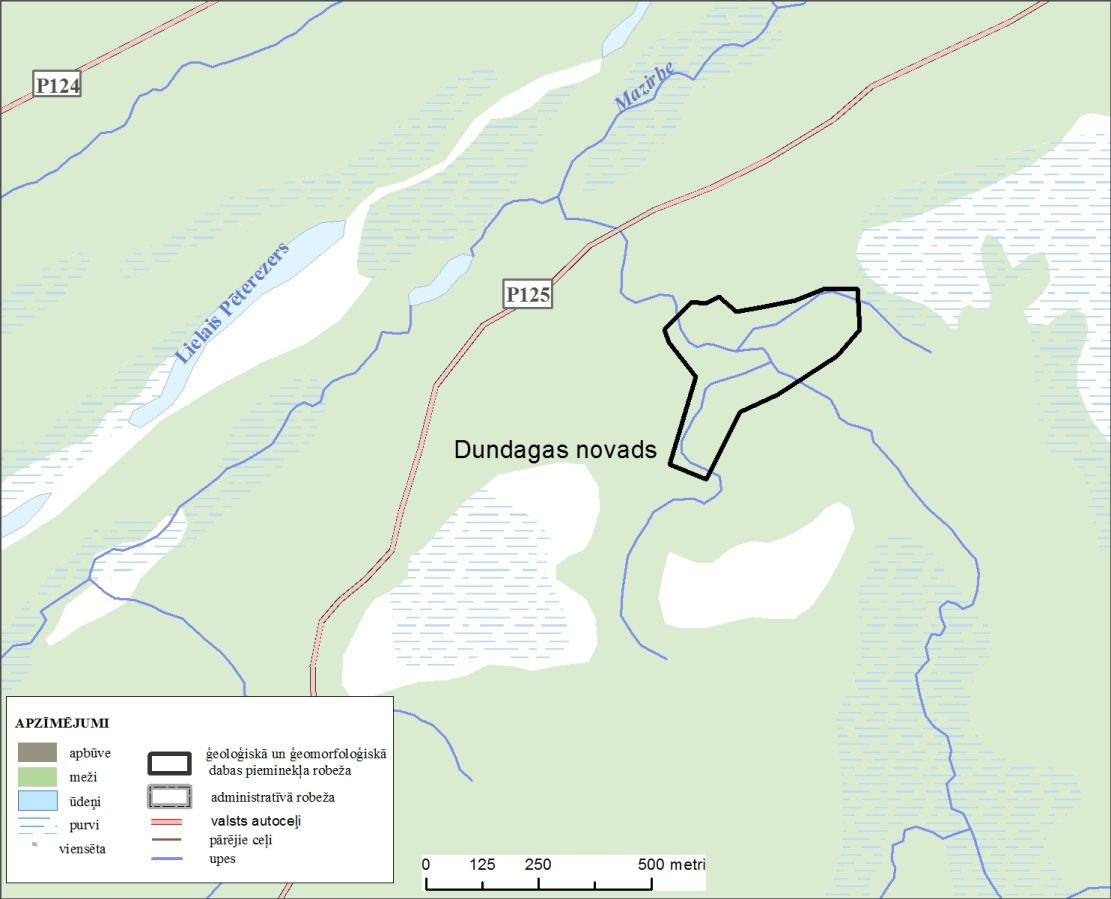 P124
Mazirbe
Lielais Pēterezers
P125
Dundagas novads
APZĪMĒJUMI
apbūve
meži
ūdeņi
purvi
viensēta
ģeoloģiskā un ģeomorfoloģiskā
dabas pieminekļa robeža
administratīvā robeža
valsts autoceļi
pārējie ceļi
upes
0 125 250 500 metri